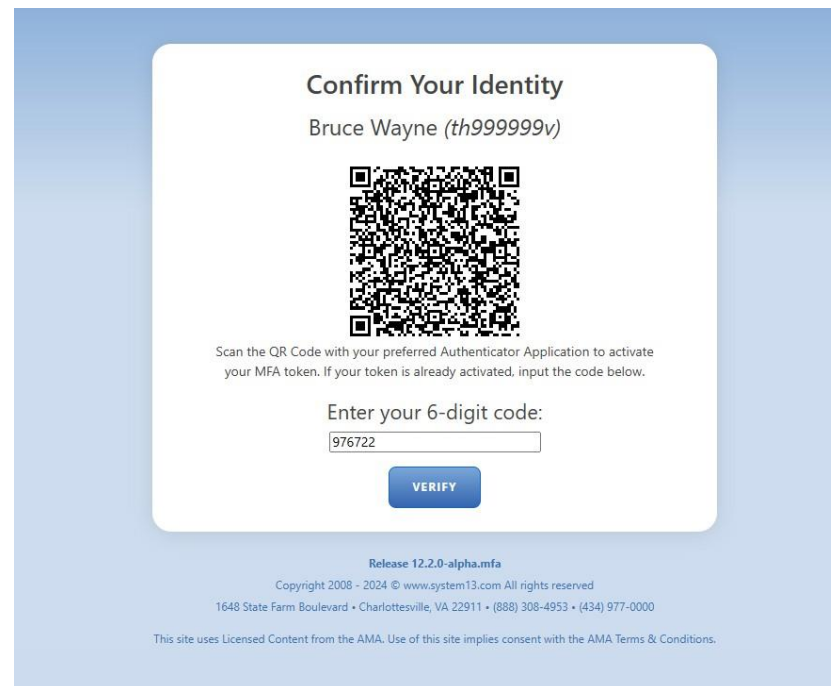 Confirm Your Identity
Bruce Wayne (th999999v)
Scan the QR Code with your preferred Authenticator Application to activate
your MFA token. If your token is already activated, input the code below.
Enter your 6-digit code:
976722
VERIFY
Release 12.2.0-alpha.mfa
Copyright 2008 - 2024 © www.system13.com All rights reserved
1648 State Farm Boulevard • Charlottesville, VA 22911 • (888) 308-4953 • (434) 977-0000
This site uses Licensed Content from the AMA. Use of this site implies consent with the AMA Terms & Conditions.